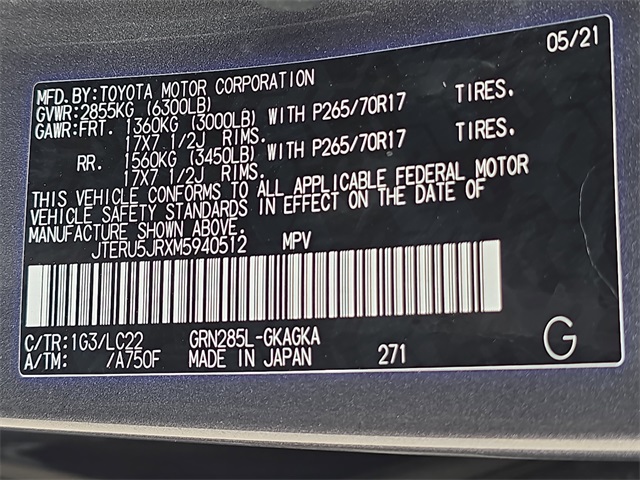 05/21
MFD.BY:TOYOTA MOTOR CORPORATION
GVWR:2855KG (6300LB)
GAWR:FRT. 1360KG (3000LB) WITH P265/70R17 TIRES.
17X7 1/2J RIMS.
RR. 1560KG (3450LB) WITH P265/70R17 TIRES.
17X7 1/2J RIMS.
THIS VEHICLE CONFORMS TO ALL APPLICABLE FEDERAL MOTOR
VEHICLE SAFETY STANDARDS IN EFFECT ON THE DATE OF
MANUFACTURE SHOWN ABOVE.
JTERU5JRXM5940512 MPV
C/TR:1G3/LC22 GRN285L-GKAGKA
A/TM: /A750F MADE IN JAPAN 271
G